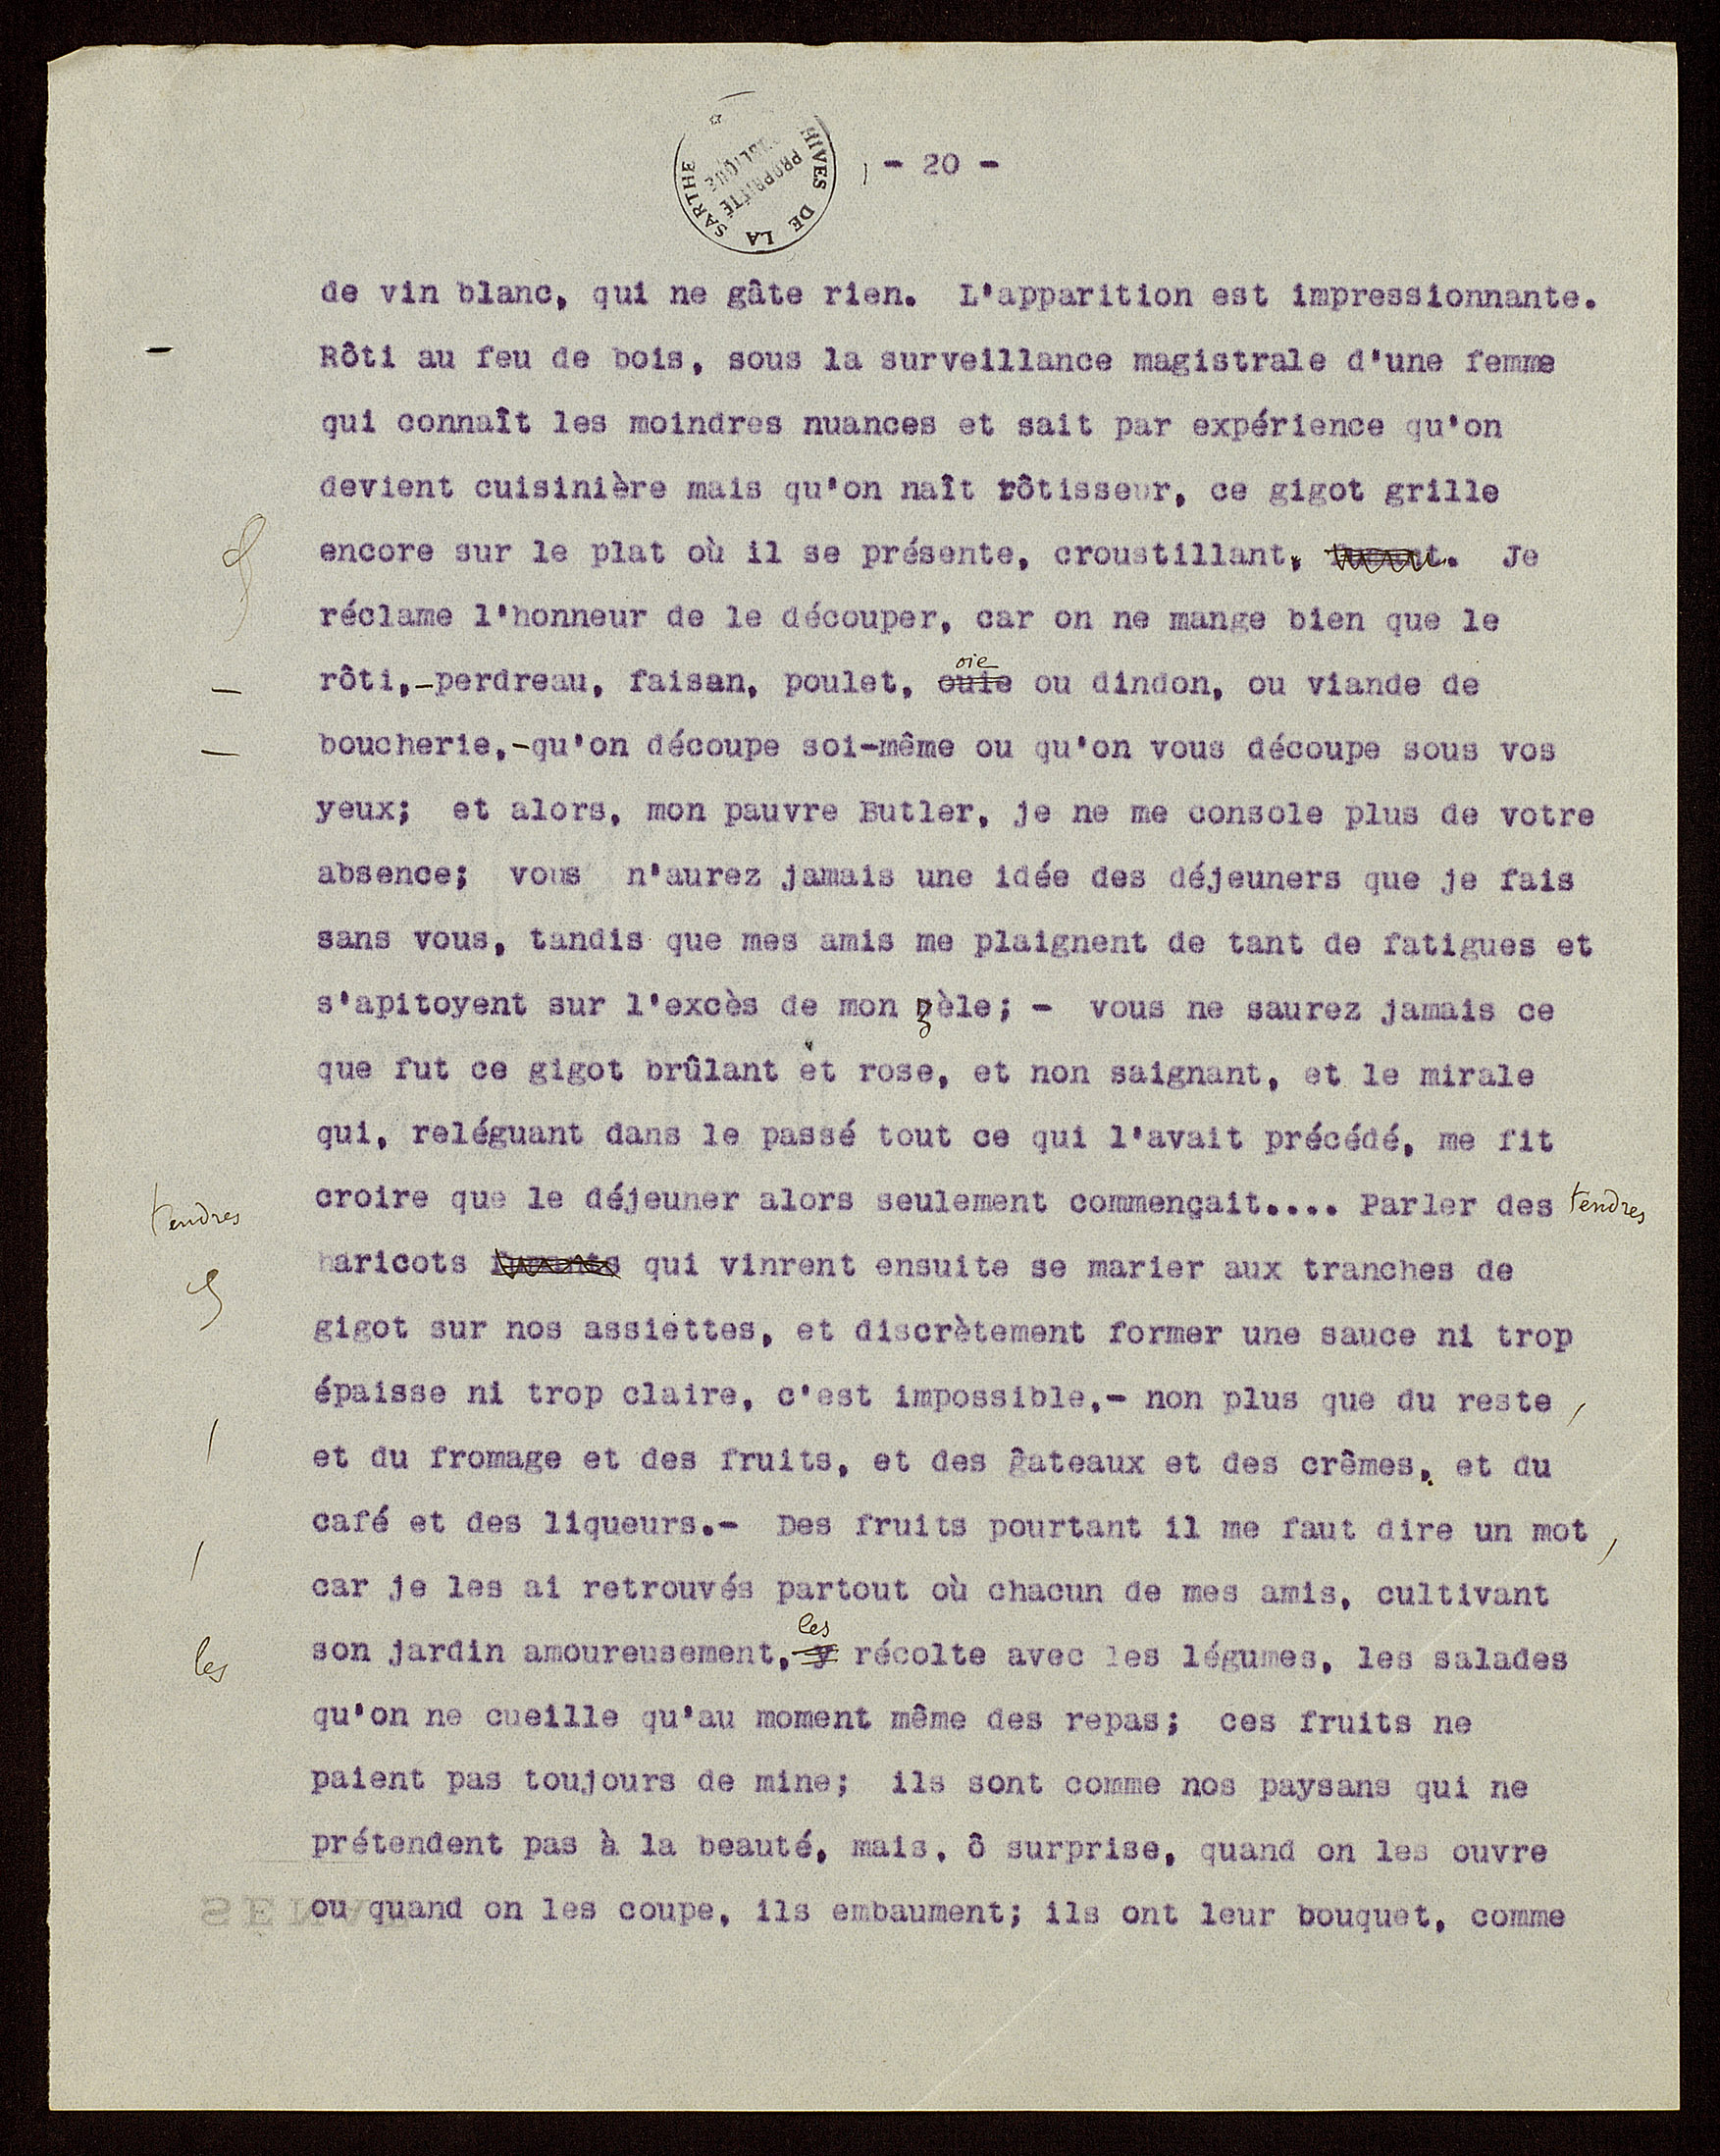 - 20 -
ARCHIVES DE LA SARTHE
PROPRIÉTÉ PUBLIQUE
de vin blanc, qui ne gâte rien. L'apparition est impressionnante.
Rôti au feu de bois, sous la surveillance magistrale d'une femme
qui connaît les moindres nuances et sait par expérience qu'on
devient cuisinière mais qu'on naît rôtisseur, ce gigot grille
encore sur le plat où il se présente, croustillant. Je
réclame l'honneur de le découper, car on ne mange bien que le
oie
rôti,-perdreau, faisan, poulet, ouie ou dindon, ou viande de
boucherie,-qu'on découpe soi-même ou qu'on vous découpe sous vos
yeux; et alors, mon pauvre Butler, je ne me console plus de votre
absence; vous n'aurez jamais une idée des déjeuners que je fais
sans vous, tandis que mes amis me plaignent de tant de fatigues et
s'apitoyent sur l'excès de mon zèle; - vous ne saurez jamais ce
que fut ce gigot brûlant et rose, et non saignant, et le mirale
qui, reléguant dans le passé tout ce qui l'avait précédé, me fit
tendres croire que le déjeuner alors seulement commençait.... Parler des tendres
haricots fumants qui vinrent ensuite se marier aux tranches de
gigot sur nos assiettes, et discrètement former une sauce ni trop
épaisse ni trop claire, c'est impossible,- non plus que du reste,
et du fromage et des fruits, et des ĝateaux et des crêmes, et du
café et des liqueurs.- Des fruits pourtant il me faut dire un mot,
car je les ai retrouvés partout où chacun de mes amis, cultivant
les
les son jardin amoureusement, y récolte avec les légumes, les salades
qu'on ne cueille qu'au moment même des repas; ces fruits ne
paient pas toujours de mine; ils sont comme nos paysans qui ne
prétendent pas à la beauté, mais, ô surprise, quand on les ouvre
ou quand on les coupe, ils embaument; ils ont leur bouquet, comme